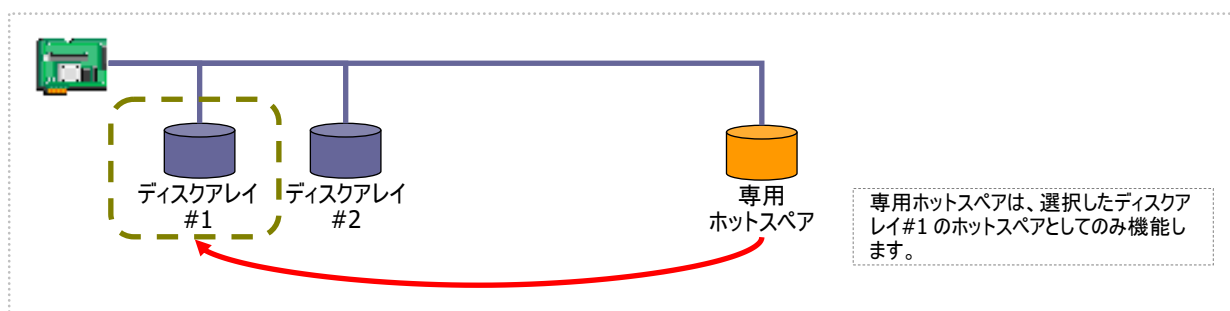 ディスクアレイ
#1
ディスクアレイ
#2
専用
ホットスペア
専用ホットスペアは、選択したディスクア
レイ#1 のホットスペアとしてのみ機能し
ます。